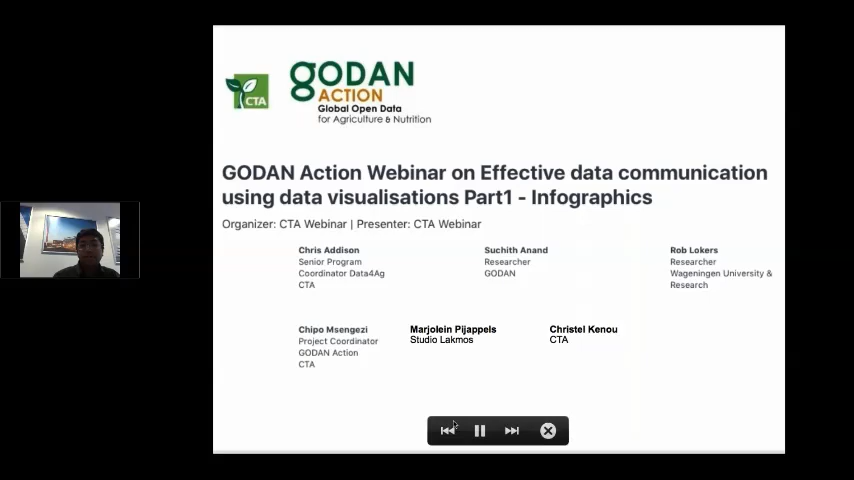 CTA
GODAN
ACTION
Global Open Data
for Agriculture & Nutrition
GODAN Action Webinar on Effective data communication
using data visualisations Part1 - Infographics
Organizer: CTA Webinar | Presenter: CTA Webinar
Chris Addison
Senior Program
Coordinator Data4Ag
CTA
Suchith Anand
Researcher
GODAN
Rob Lokers
Researcher
Wageningen University &
Research
Chipo Msengezi
Project Coordinator
GODAN Action
CTA
Marjolein Pijappels
Studio Lakmos
Christel Kenou
CTA